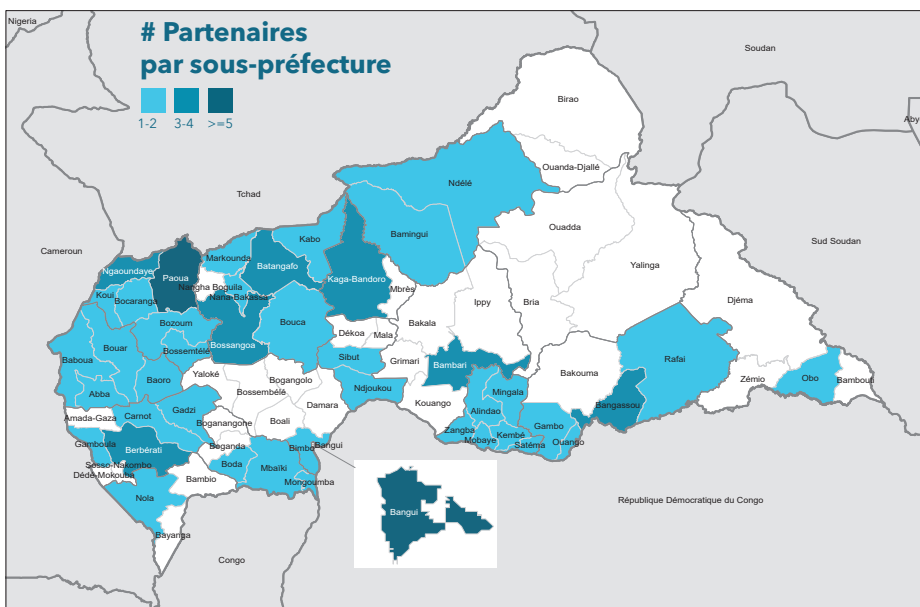 Nigeria
# Partenaires
par sous-préfecture
1-2
3-4
>=5
Soudan
Aby
Birao
Ouanda-Djallé
Tchad
Ndélé
Ouadda
Cameroun
Kabo
Bamingui
Sud Soudan
Markounda
Batangafo
Yalinga
Ngaoundaye
Paoua
Kaga-Bandoro
Nangha Boguila
Mbrès
Koui
Bocaranga
Nana-Bakassa
Ippy
Bria
Djéma
Bozoum
Bossangoa
Bouca
Bakala
Dékoa
Mala
Bouar
Bossemtélé
Baboua
Sibut
Grimari
Bambari
Rafai
Yaloké
Bogangolo
Bakouma
Abba
Baoro
Bossembélé
Ndjoukou
Mingala
Zémio
Obo
Bambouti
Damara
Kouango
Alindao
Bangassou
Amada-Gaza
Carnot
Gadzi
Boganangone
Boali
Zangba
Gambo
Kembé
Mobaye
Satéma
Ouango
Gamboula
Berbérati
Boganda
Bimbo
Bangui
Sosso-Nakombo
Boda
Mbaïki
Dédé-Mokouba
Bambio
Mongoumba
Nola
République Démocratique du Congo
Bangui
Bayanga
Congo